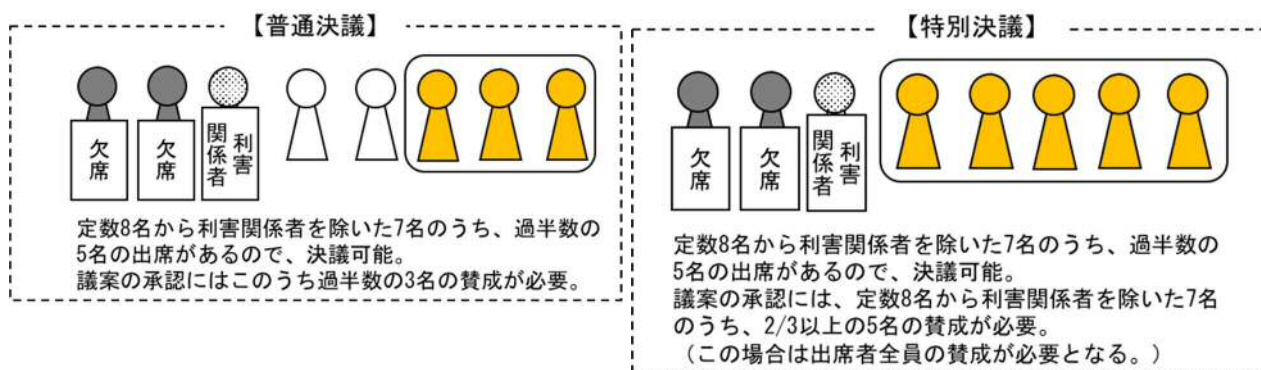 【普通決議】
欠席
欠席
利害
関係者
定数8名から利害関係者を除いた7名のうち、過半数の
5名の出席があるので、決議可能。
議案の承認にはこのうち過半数の3名の賛成が必要。
【特別決議】
欠席
欠席
利害
関係者
定数8名から利害関係者を除いた7名のうち、過半数の
5名の出席があるので、決議可能。
議案の承認には、定数8名から利害関係者を除いた7名
のうち、2/3以上の5名の賛成が必要。
（この場合は出席者全員の賛成が必要となる。）